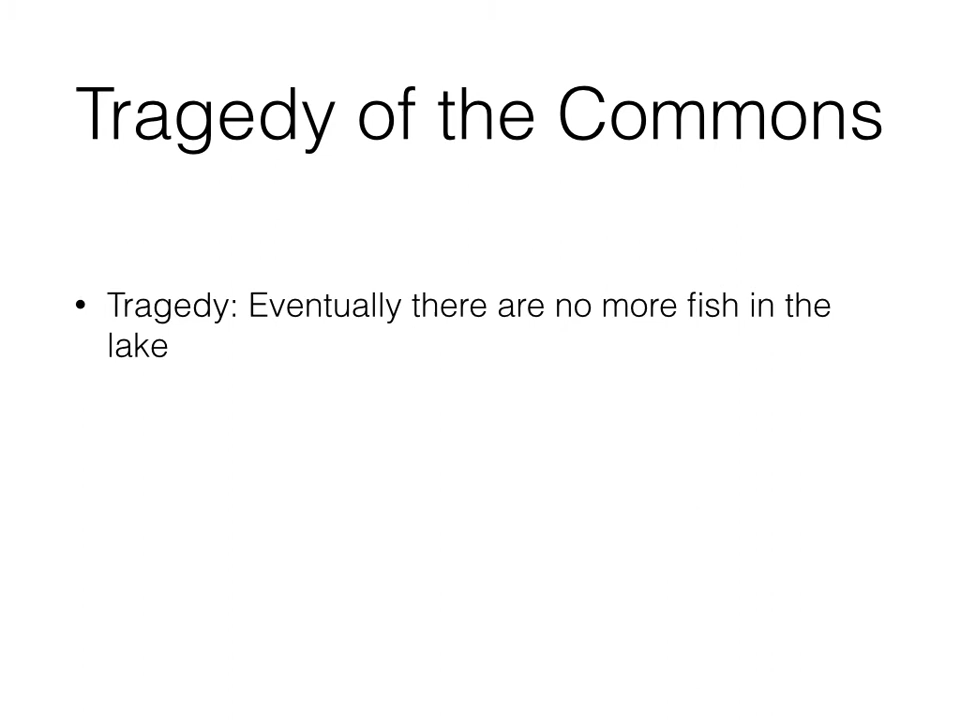 Tragedy of the Commons
• Tragedy: Eventually there are no more fish in the
lake